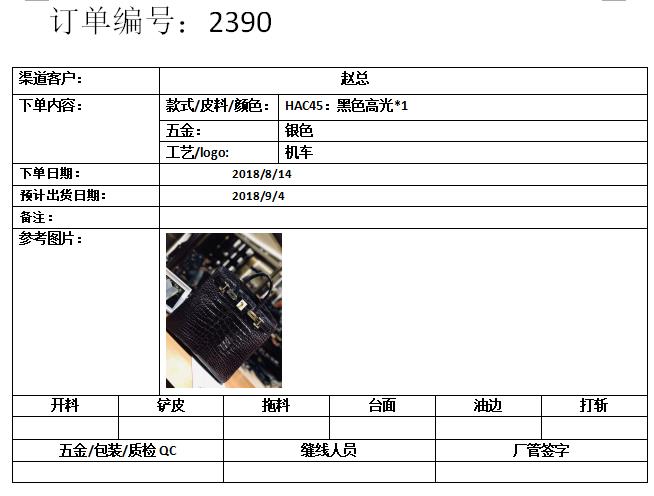 订单编号：2390
渠道客户： 赵总
下单内容： 款式/皮料/颜色： HAC45：黑色高光*1
五金： 银色
工艺/logo: 机车
下单日期： 2018/8/14
预计出货日期： 2018/9/4
备注：
参考图片：
开料 铲皮 拖料 台面 油边 打斩
五金/包装/质检 QC 缝线人员 厂管签字